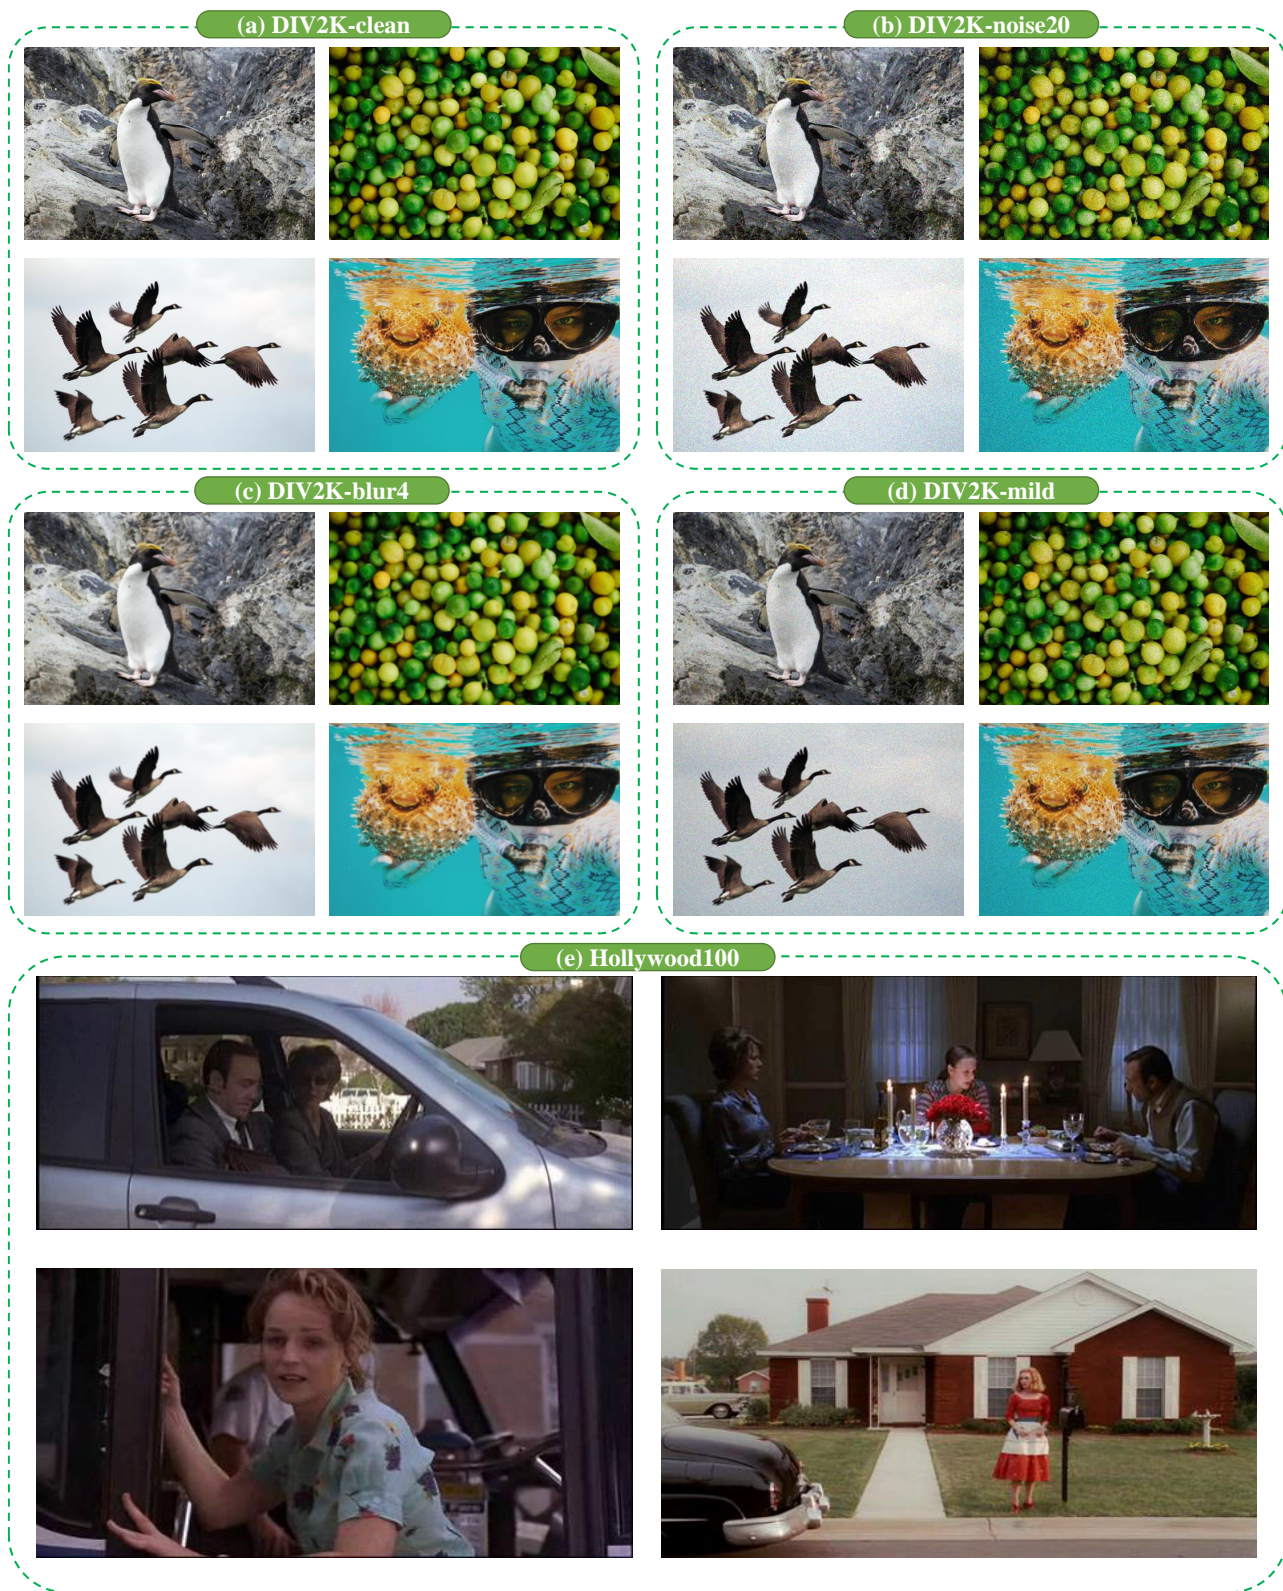 (a) DIV2K-clean
(b) DIV2K-noise20
(c) DIV2K-blur4
(d) DIV2K-mild
(e) Hollywood100